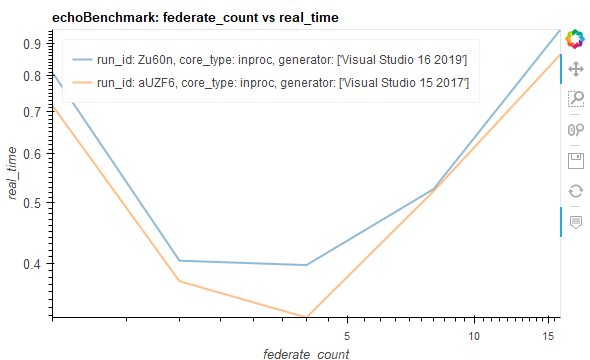 echoBenchmark: federate_count vs real_time
run_id: Zu60n, core_type: inproc, generator: ['Visual Studio 16 2019']
run_id: aUZF6, core_type: inproc, generator: ['Visual Studio 15 2017']
real_time
0.9
0.8
0.7
0.6
0.5
0.4
5
10
15
federate_count